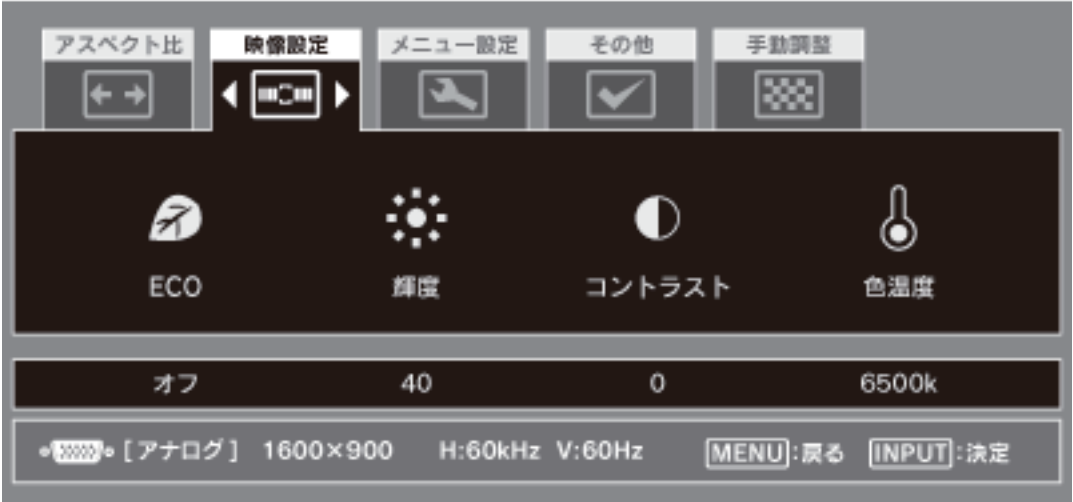 アスペクト比 映像設定 メニュー設定 その他 手動調整
ECO 輝度 コントラスト 色温度
オフ 40 0 6500k
[アナログ] 1600×900 H:60kHz V:60Hz MENU:戻る INPUT:決定